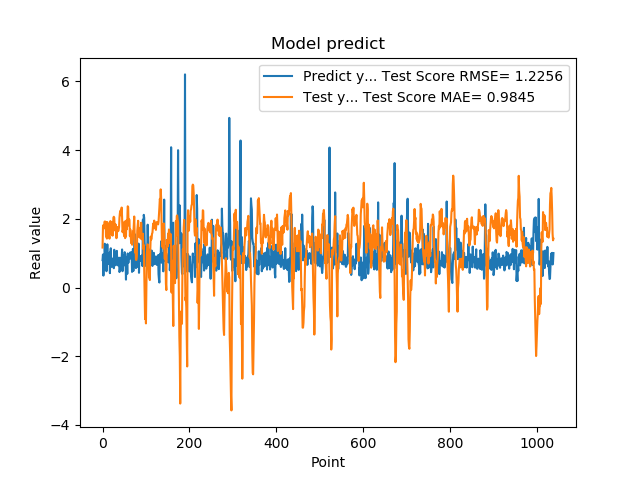 Model predict
Predict y... Test Score RMSE= 1.2256
Test y... Test Score MAE= 0.9845
Real value
6
4
2
0
−2
−4
0 200 400 600 800 1000
Point